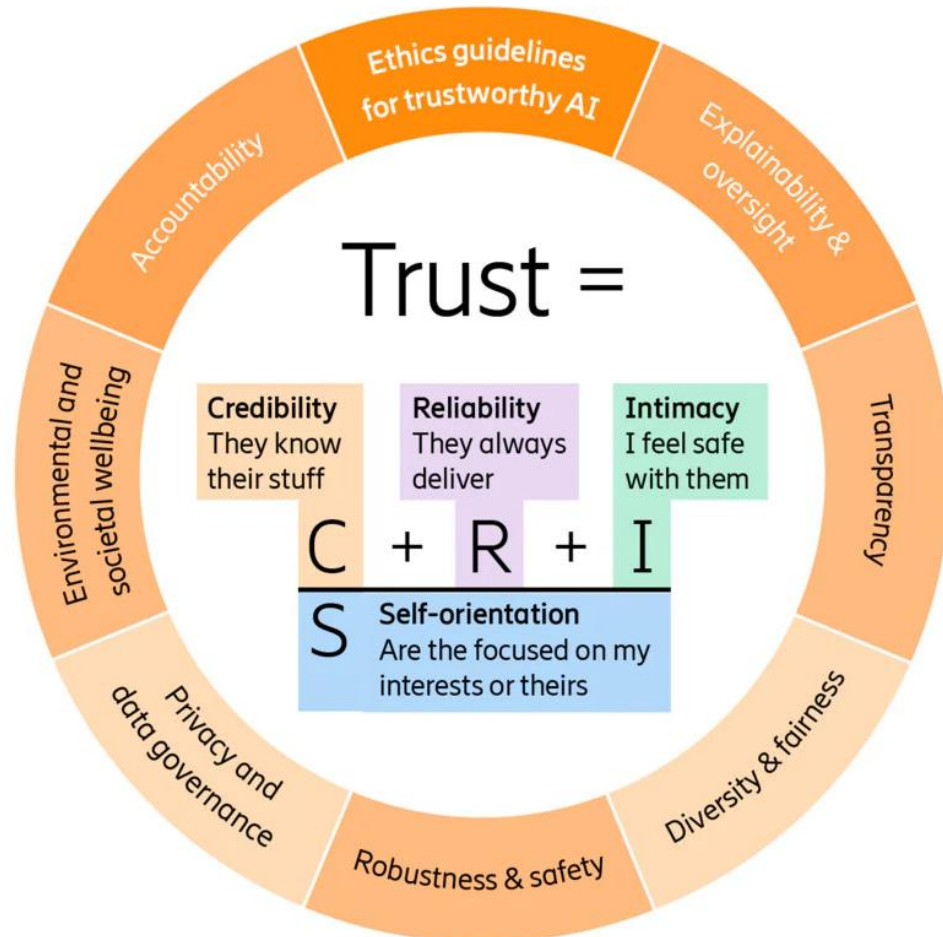 Ethics guidelines
for trustworthy AI
Explainability &
oversight
Transparency
Diversity & fairness
Robustness & safety
Privacy and
data governance
Environmental and
societal wellbeing
Accountability
Trust =
Credibility
They know
their stuff
Reliability
They always
deliver
Intimacy
I feel safe
with them
C + R + I
S
Self-orientation
Are the focused on my
interests or theirs